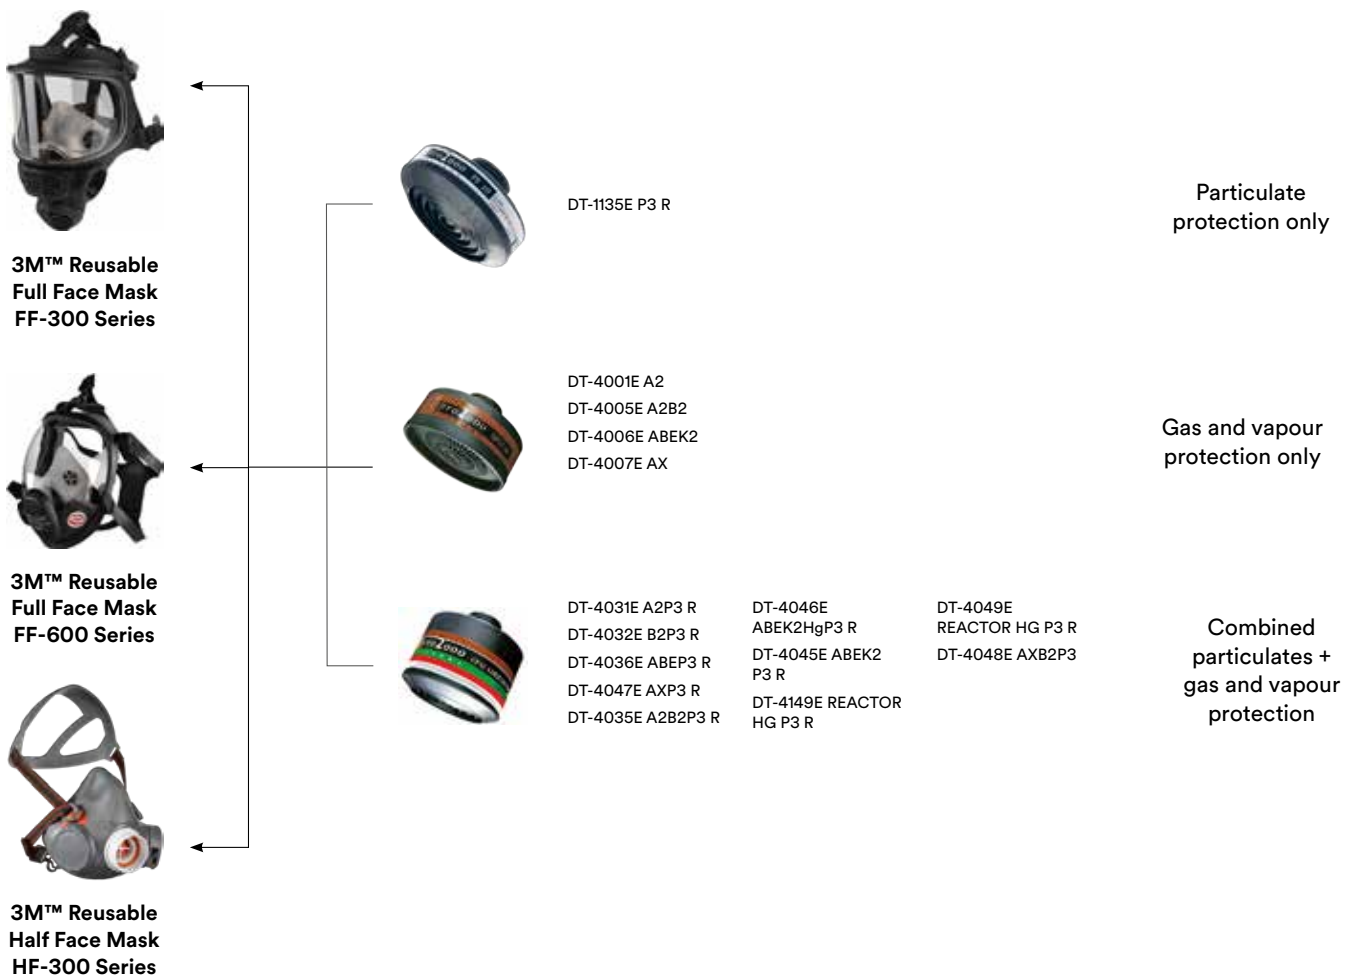 3M™ Reusable
Full Face Mask
FF-300 Series
3M™ Reusable
Full Face Mask
FF-600 Series
3M™ Reusable
Half Face Mask
HF-300 Series
DT-1135E P3 R
Particulate
protection only
DT-4001E A2
DT-4005E A2B2
DT-4006E ABEK2
DT-4007E AX
Gas and vapour
protection only
DT-4031E A2P3 R
DT-4032E B2P3 R
DT-4036E ABEP3 R
DT-4047E AXP3 R
DT-4035E A2B2P3 R
DT-4046E
ABEK2HgP3 R
DT-4045E ABEK2
P3 R
DT-4149E REACTOR
HG P3 R
DT-4049E
REACTOR HG P3 R
DT-4048E AXB2P3
Combined
particulates +
gas and vapour
protection